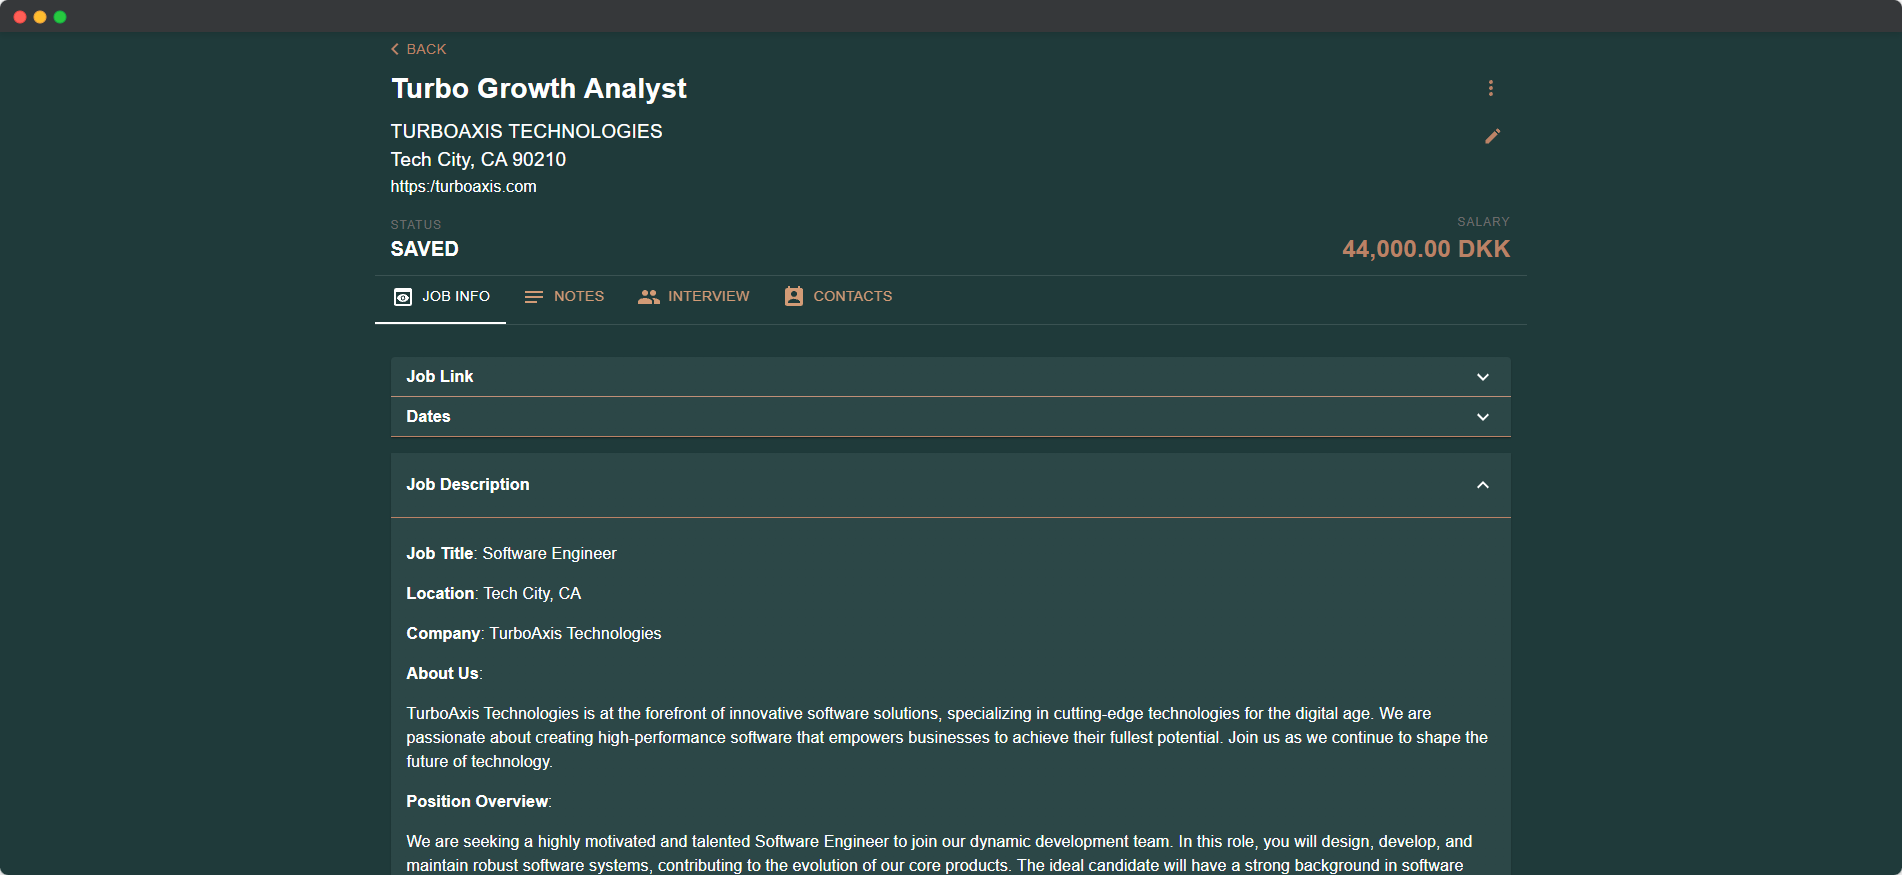 BACK
Turbo Growth Analyst
TURBOAXIS TECHNOLOGIES
Tech City, CA 90210
https:/turboaxis.com
STATUS
SALARY
SAVED
44,000.00 DKK
JOB INFO NOTES INTERVIEW CONTACTS
Job Link
Dates
Job Description
Job Title: Software Engineer
Location: Tech City, CA
Company: TurboAxis Technologies
About Us:
TurboAxis Technologies is at the forefront of innovative software solutions, specializing in cutting-edge technologies for the digital age. We are
passionate about creating high-performance software that empowers businesses to achieve their fullest potential. Join us as we continue to shape the
future of technology.
Position Overview:
We are seeking a highly motivated and talented Software Engineer to join our dynamic development team. In this role, you will design, develop, and
maintain robust software systems, contributing to the evolution of our core products. The ideal candidate will have a strong background in software